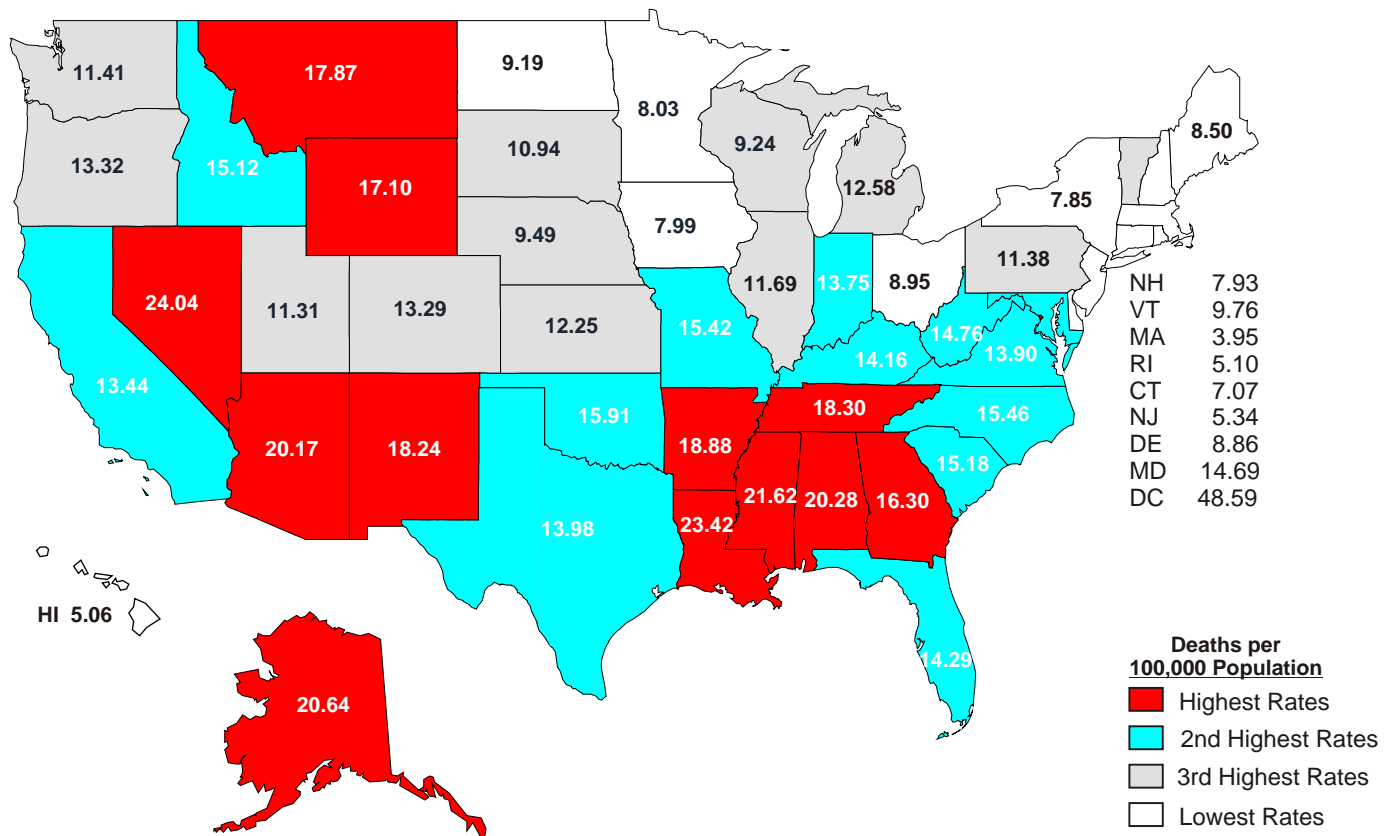 11.41
17.87
9.19
8.03
8.50
13.32
15.12
17.10
10.94
9.24
12.58
7.85
9.49
7.99
11.38
24.04
11.31
13.29
12.25
11.69
13.75
8.95
15.42
14.76
13.90
14.16
13.44
20.17
18.24
15.91
18.88
18.30
15.46
15.18
13.98
23.42
21.62
20.28
16.30
14.29
HI 5.06
20.64
NH 7.93
VT 9.76
MA 3.95
RI 5.10
CT 7.07
NJ 5.34
DE 8.86
MD 14.69
DC 48.59
Deaths per
100,000 Population
Highest Rates
2nd Highest Rates
3rd Highest Rates
Lowest Rates